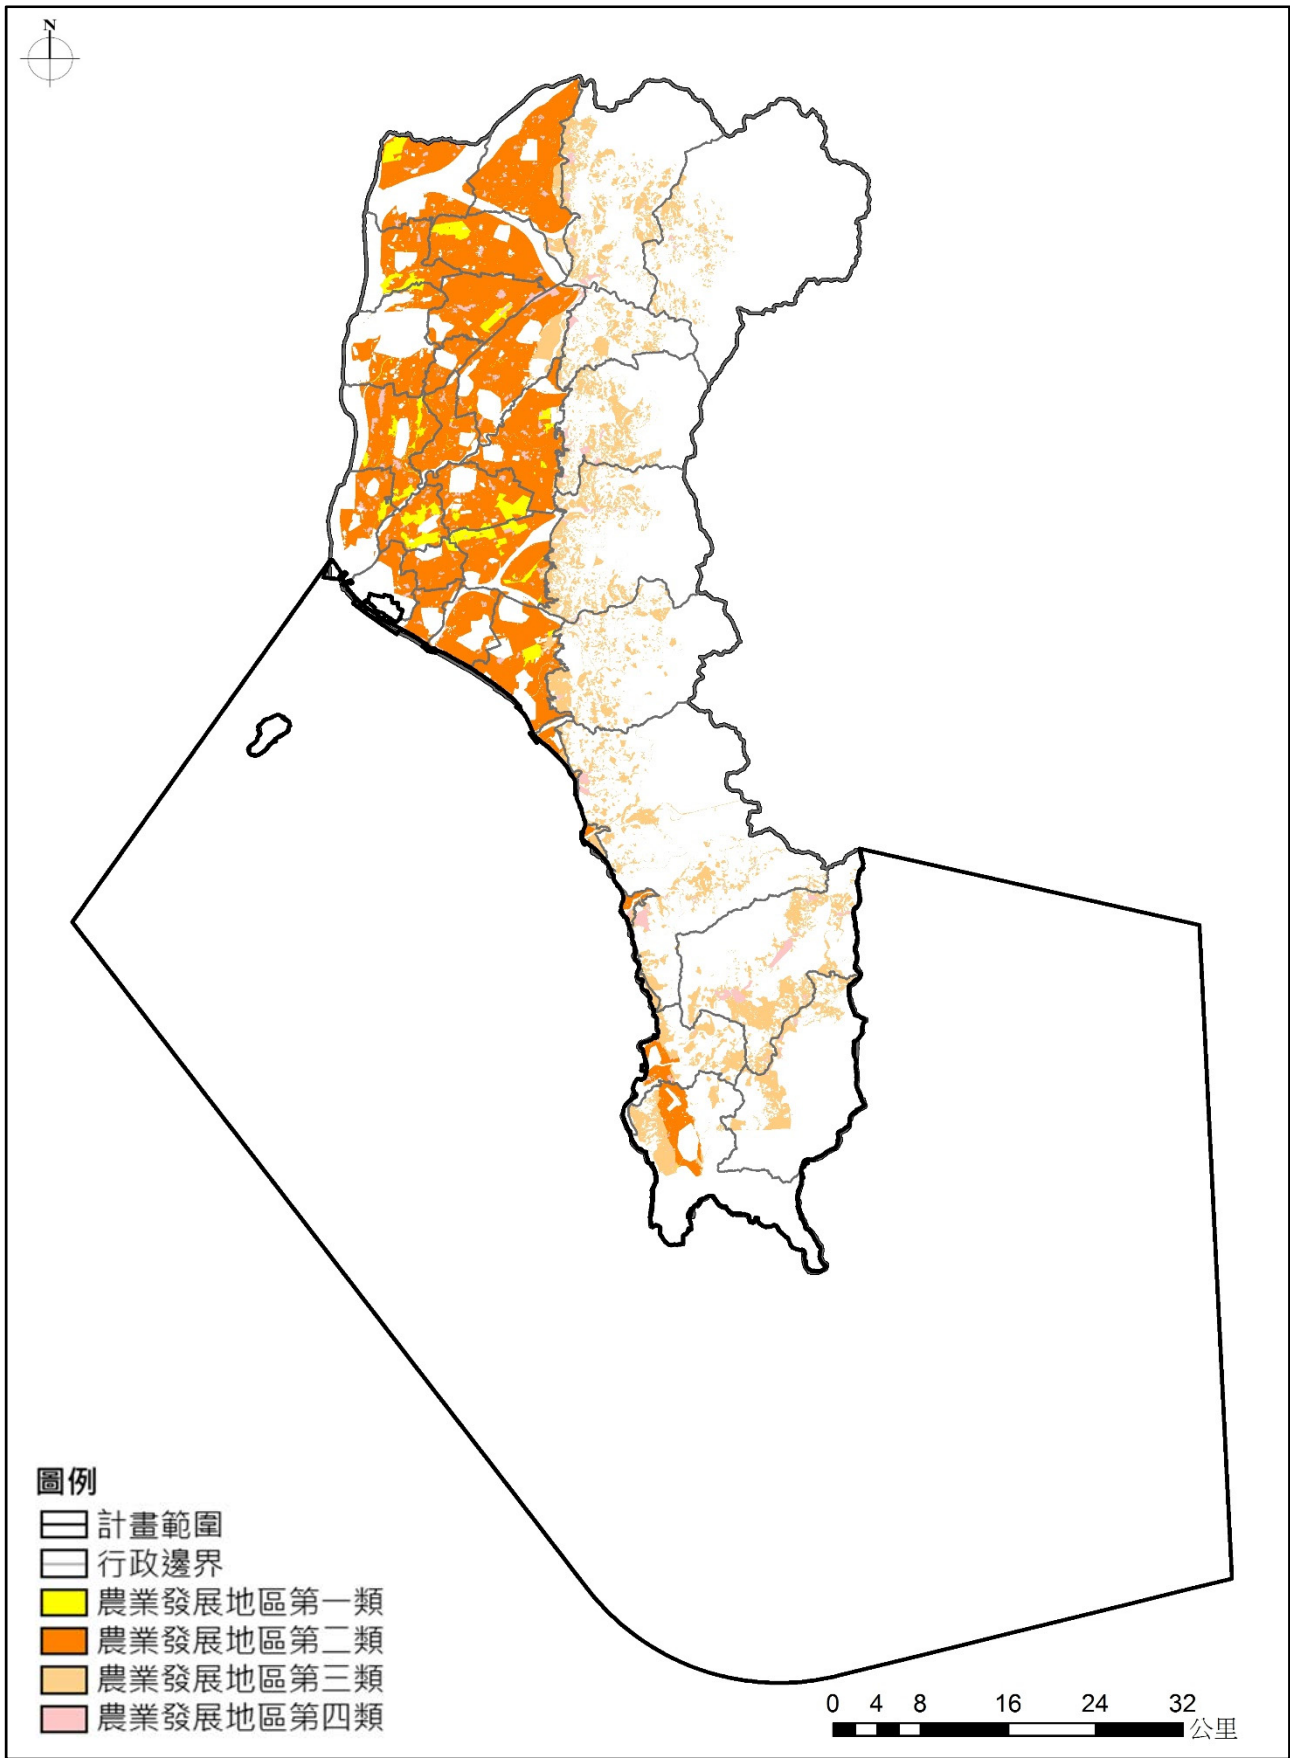 N
圖例
計畫範圍
行政邊界
農業發展地區第一類
農業發展地區第二類
農業發展地區第三類
農業發展地區第四類
0 4 8 16 24 32
公里